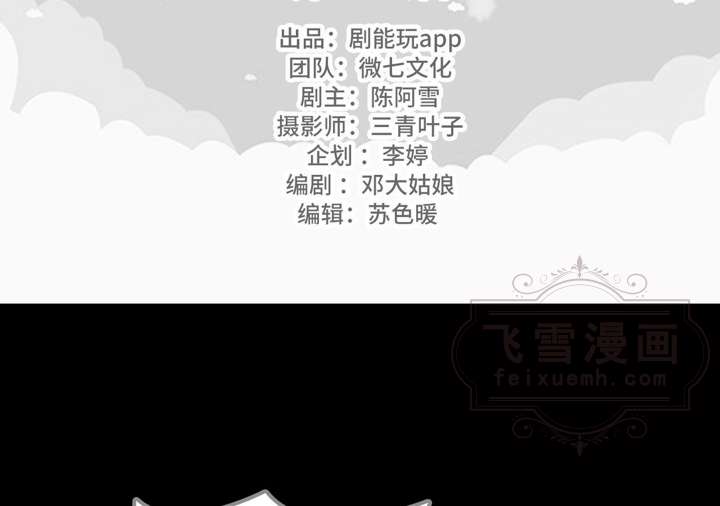 出品：剧能玩app
团队：微七文化
剧主：陈阿雪
摄影师：三青叶子
企划：李婷
编剧：邓大姑娘
编辑：苏色暖
飞雪漫画
feixuemh.com